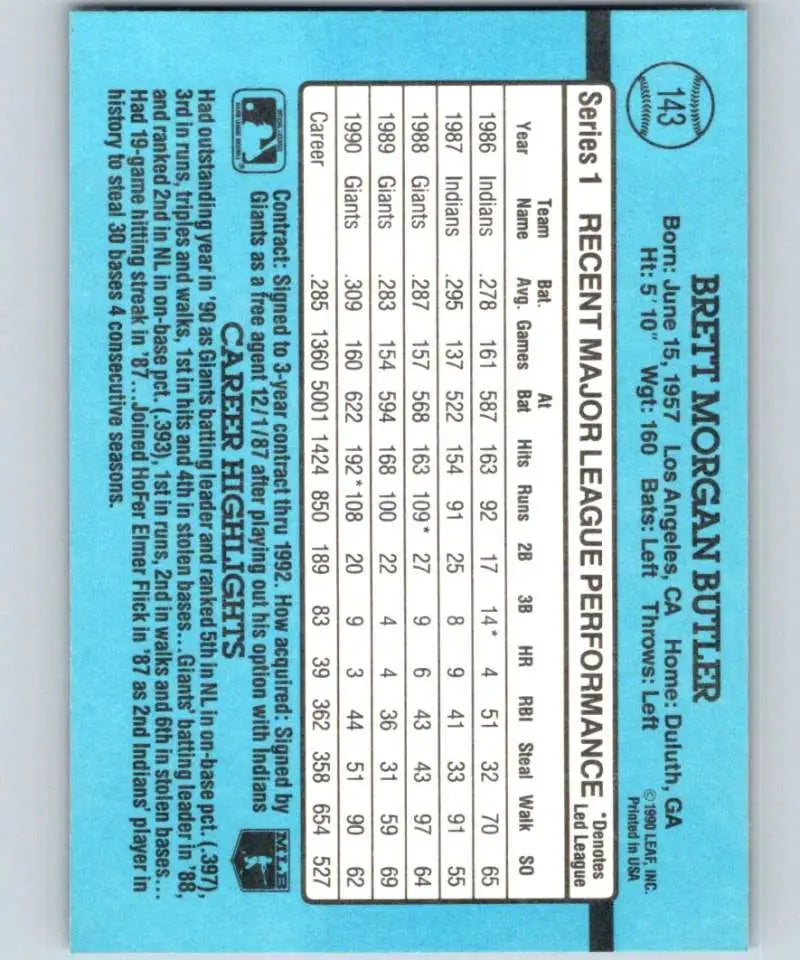 143
BRETT MORGAN BUTLER
Born: June 15, 1957 Los Angeles, CA Home: Duluth, GA
Ht: 5' 10" Wgt: 160 Bats: Left Throws: Left
© 1990 LEAF, INC.
Printed in USA
Series 1 RECENT MAJOR LEAGUE PERFORMANCE *Denotes Led League
Year Team Name Bat. Avg. Games At Bat Hits Runs 2B 3B HR RBI Steal Walk SO
1986 Indians .278 161 587 163 92 17 14* 4 51 32 70 65
1987 Indians .295 137 522 154 91 25 8 9 41 33 91 55
1988 Giants .287 157 568 163 109* 27 9 6 43 43 97 64
1989 Giants .283 154 594 168 100 22 4 4 36 31 59 69
1990 Giants .309 160 622 192* 108 20 9 3 44 51 90 62
Career .285 1360 5001 1424 850 189 83 39 362 358 654 527
Contract: Signed to 3-year contract thru 1992. How acquired: Signed by
Giants as a free agent 12/1/87 after playing out his option with Indians
MLB
CAREER HIGHLIGHTS
Had outstanding year in '90 as Giants batting leader and ranked 5th in NL in on-base pct. (.397),
3rd in runs, triples and walks, 1st in hits and 4th in stolen bases...Giants' batting leader in '88,
and ranked 2nd in NL in on-base pct. (.393), 1st in runs, 2nd in walks and 6th in stolen bases...
Had 19-game hitting streak in '87...Joined HoFer Elmer Flick in '87 as 2nd Indians' player in
history to steal 30 bases 4 consecutive seasons.